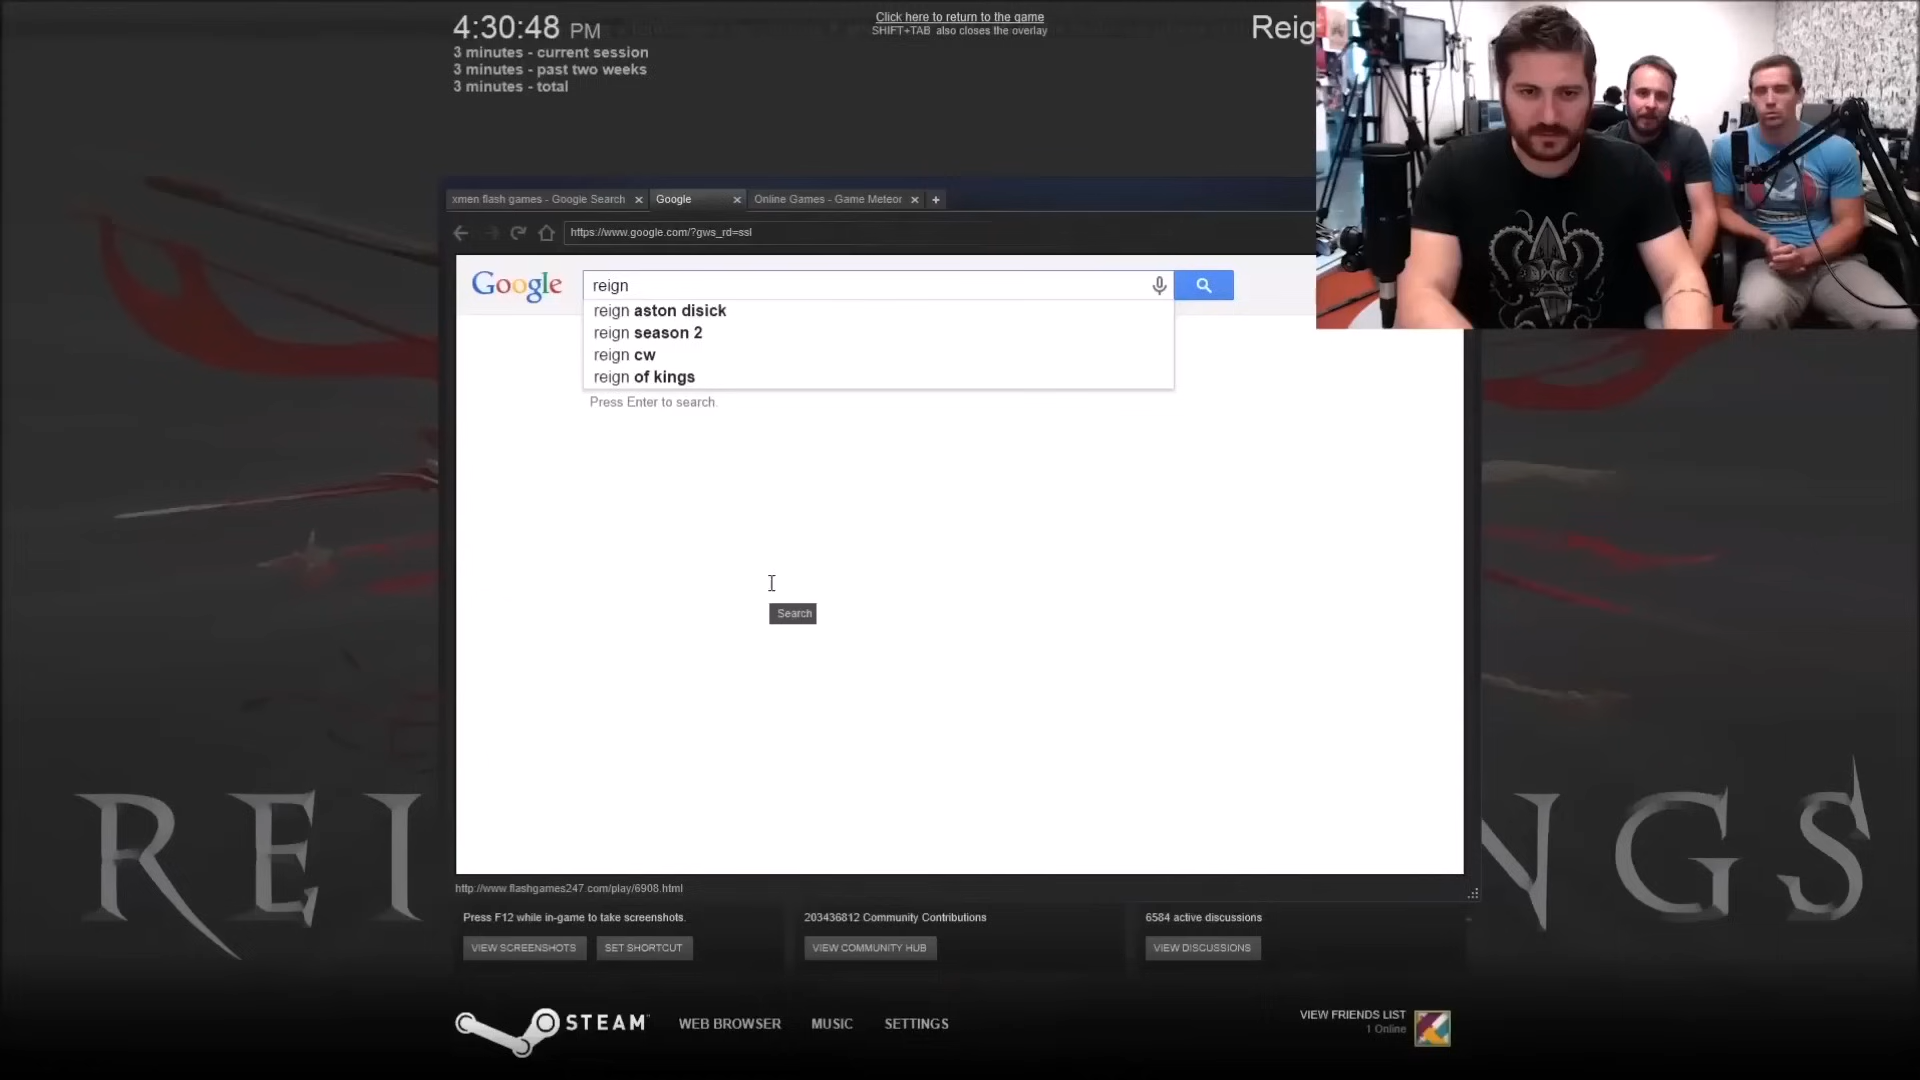 4:30:48 PM
3 minutes - current session
3 minutes - past two weeks
3 minutes - total
Click here to return to the game
SHIFT+TAB also closes the overlay
Reig
xmen flash games - Google Search
Google
Online Games - Game Meteor
https://www.google.com/?gws_rd=ssl
Google
reign
reign aston disick
reign season 2
reign cw
reign of kings
Press Enter to search.
Search
REI
NGS
http://www.flashgames247.com/play/6908.html
Press F12 while in-game to take screenshots.
VIEW SCREENSHOTS
SET SHORTCUT
203436812 Community Contributions
VIEW COMMUNITY HUB
6584 active discussions
VIEW DISCUSSIONS
STEAM
WEB BROWSER
MUSIC
SETTINGS
VIEW FRIENDS LIST
1 Online